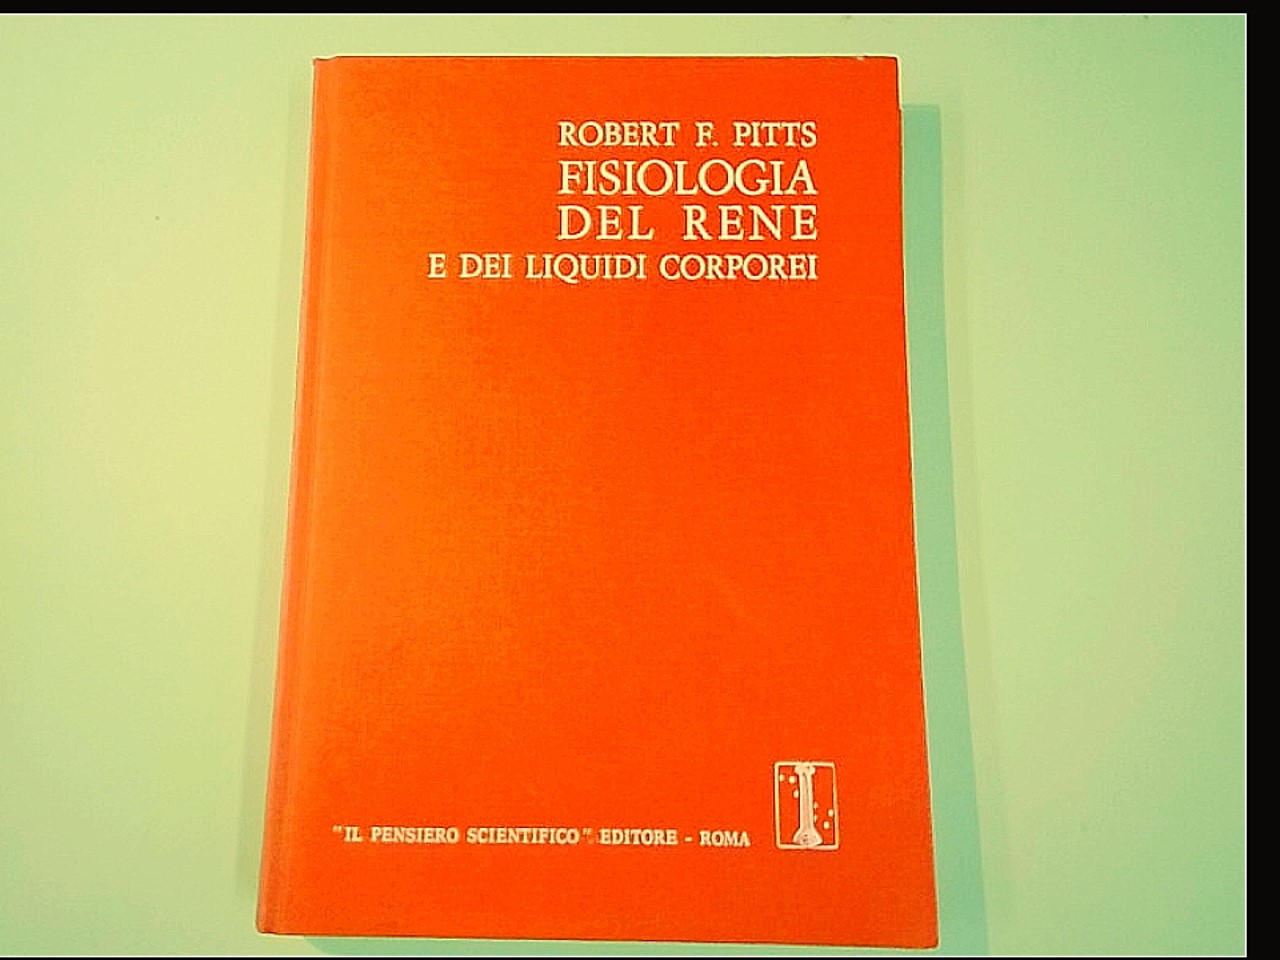 ROBERT F. PITTS
FISIOLOGIA
DEL RENE
E DEI LIQUIDI CORPOREI
"IL PENSIERO SCIENTIFICO" EDITORE - ROMA